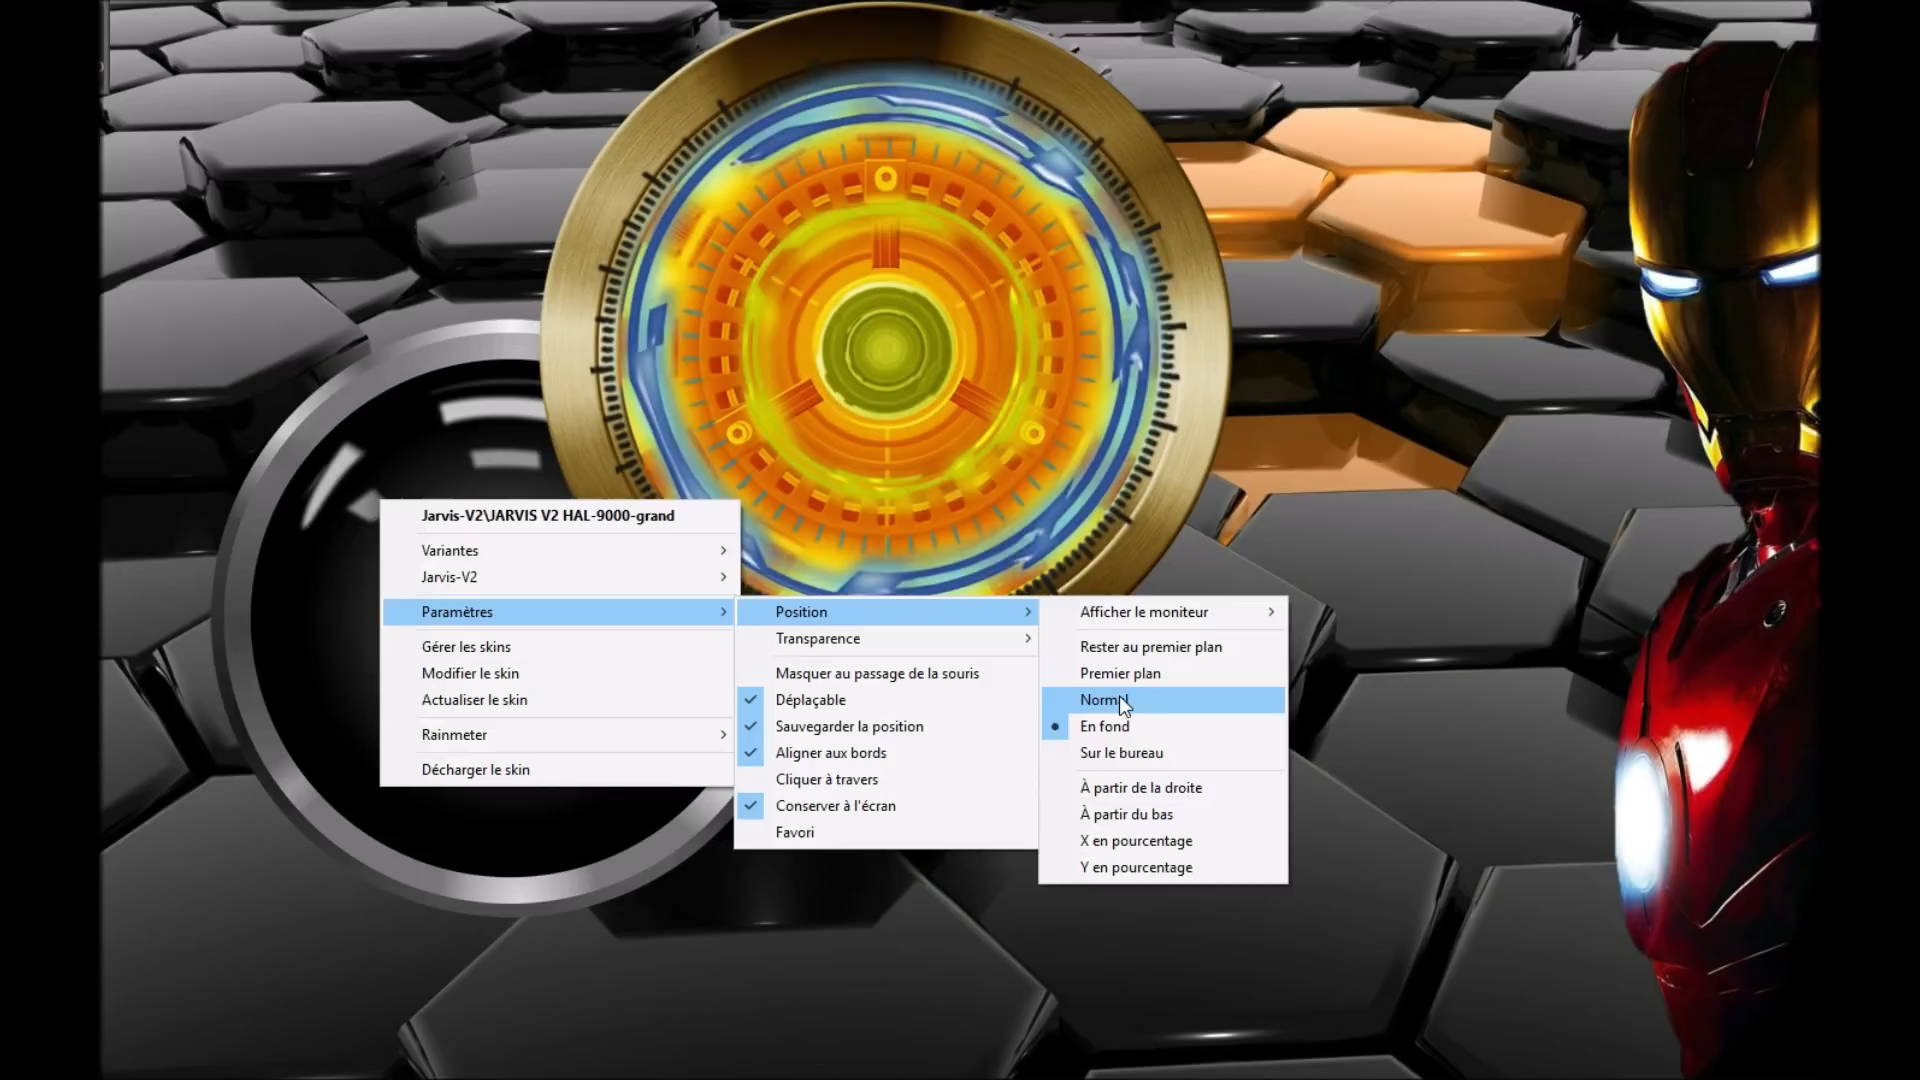 Jarvis-V2\JARVIS V2 HAL-9000-grand
Variantes
Jarvis-V2
Paramètres
Gérer les skins
Modifier le skin
Actualiser le skin
Rainmeter
Décharger le skin
Position
Transparence
Masquer au passage de la souris
Déplaçable
Sauvegarder la position
Aligner aux bords
Cliquer à travers
Conserver à l'écran
Favori
Afficher le moniteur
Rester au premier plan
Premier plan
Normal
En fond
Sur le bureau
À partir de la droite
À partir du bas
X en pourcentage
Y en pourcentage